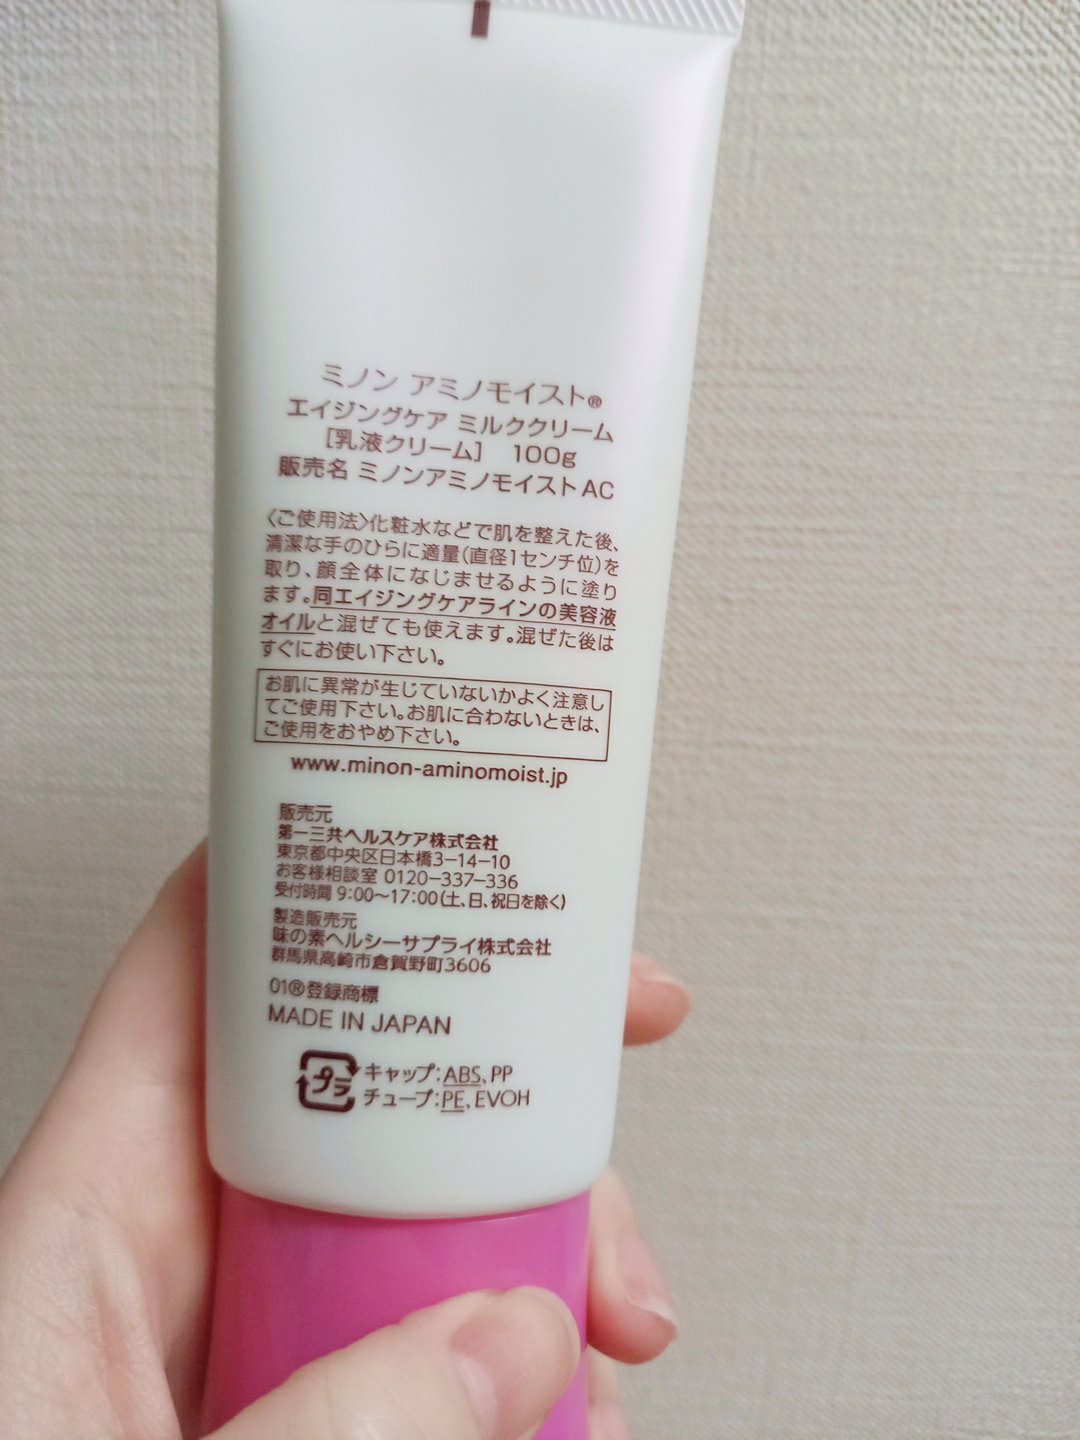 ミノン アミノモイスト®
エイジングケア ミルククリーム
[乳液クリーム] 100g
販売名 ミノンアミノモイストAC
〈ご使用法〉化粧水などで肌を整えた後、
清潔な手のひらに適量(直径1センチ位)を
取り、顔全体になじませるように塗り
ます。同エイジングケアラインの美容液
オイルと混ぜても使えます。混ぜた後は
すぐにお使い下さい。
お肌に異常が生じていないかよく注意し
てご使用下さい。お肌に合わないときは、
ご使用をおやめ下さい。
www.minon-aminomoist.jp
販売元
第一三共ヘルスケア株式会社
東京都中央区日本橋3-14-10
お客様相談室 0120-337-336
受付時間 9:00～17:00(土、日、祝日を除く)
製造販売元
味の素ヘルシーサプライ株式会社
群馬県高崎市倉賀野町3606
01®登録商標
MADE IN JAPAN
プラ
キャップ:ABS、PP
チューブ:PE、EVOH